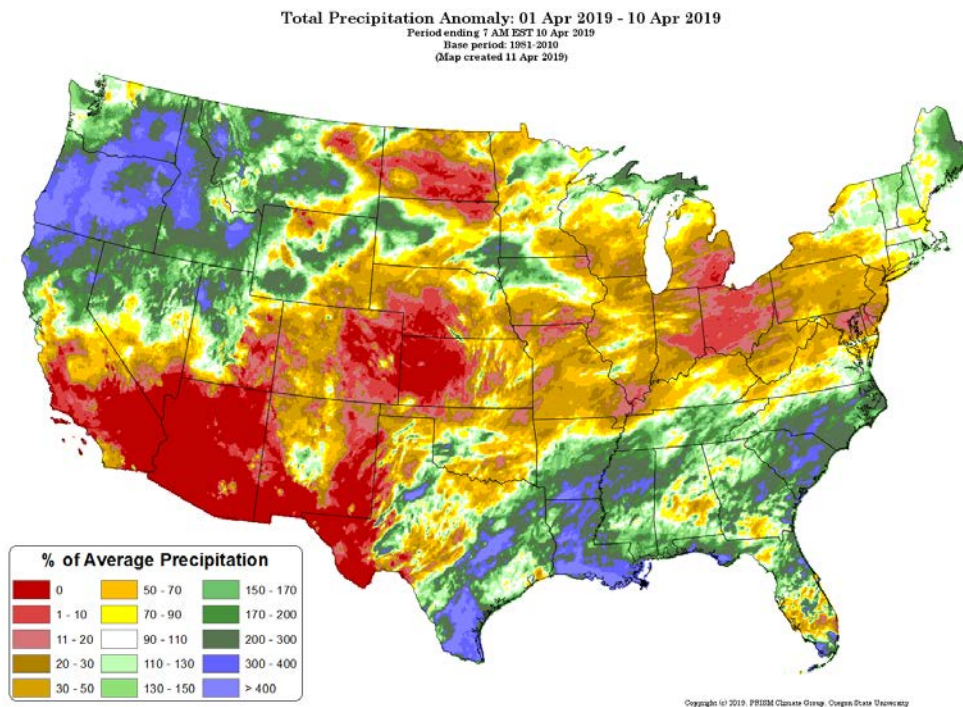 Total Precipitation Anomaly: 01 Apr 2019 - 10 Apr 2019
Period ending 7 AM EST 10 Apr 2019
Base period: 1981-2010
(Map created 11 Apr 2019)
% of Average Precipitation
0
50 - 70
150 - 170
1 - 10
70 - 90
170 - 200
11 - 20
90 - 110
200 - 300
20 - 30
110 - 130
300 - 400
30 - 50
130 - 150
> 400
Copyright (c) 2019, PRISM Climate Group, Oregon State University